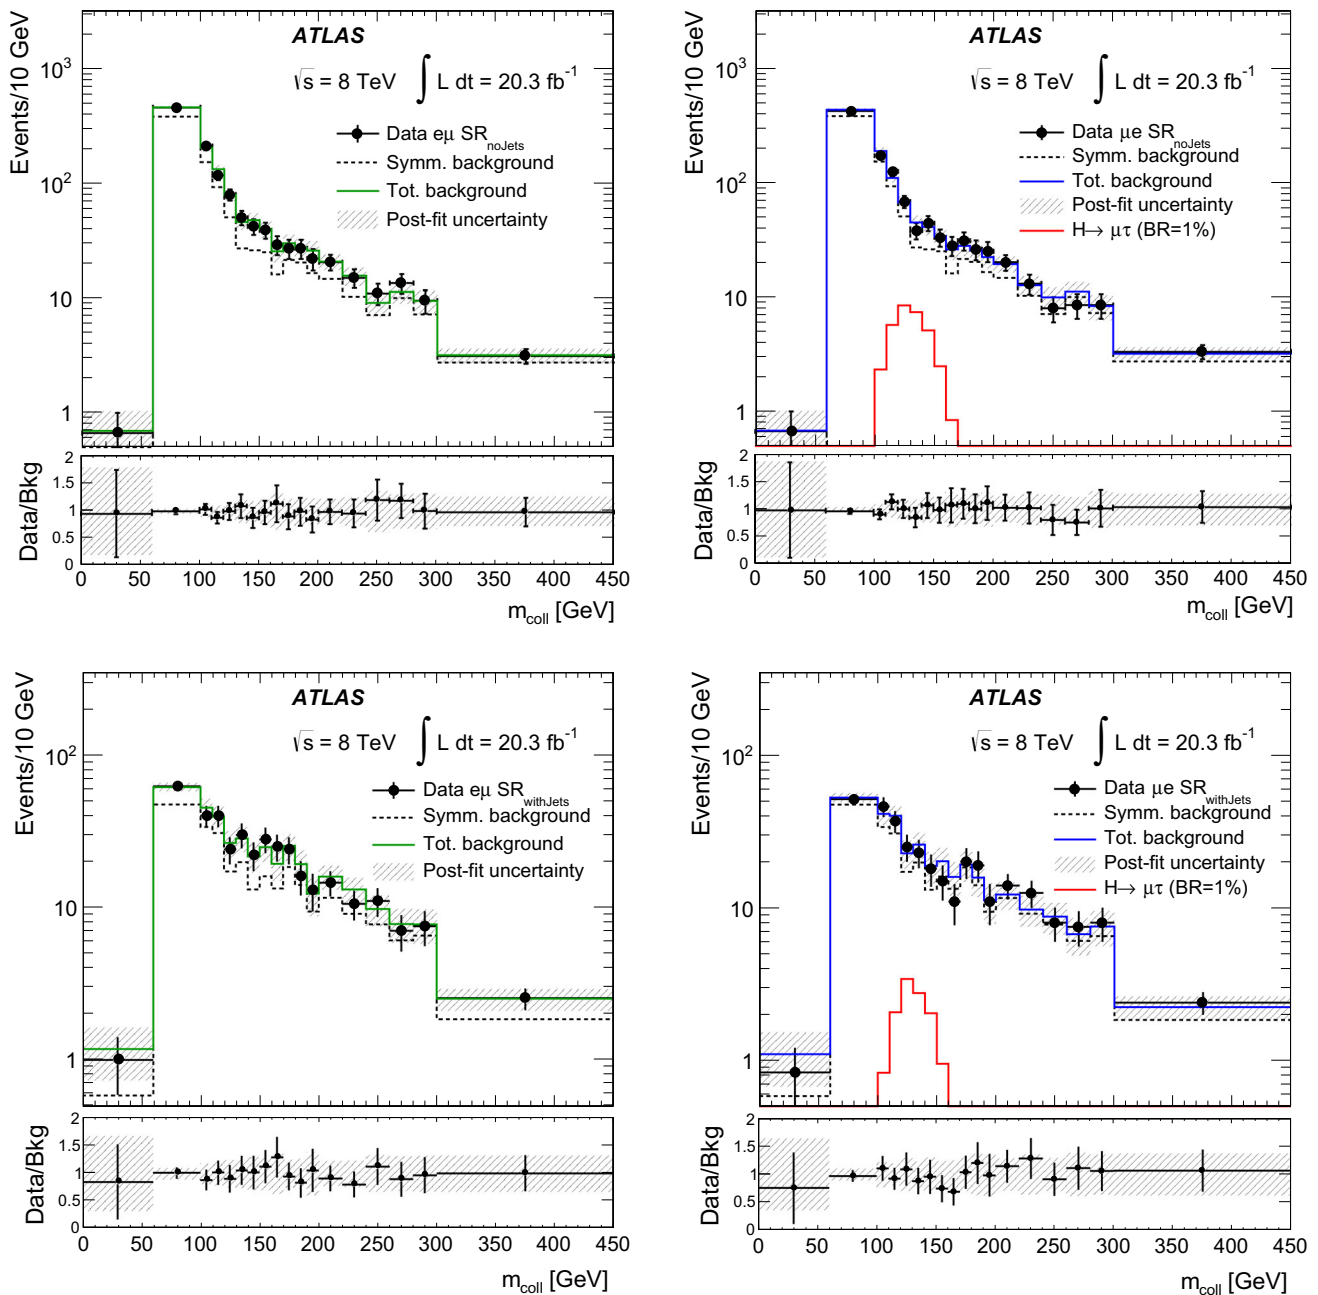 Events/10 GeV
ATLAS
√s = 8 TeV ∫ L dt = 20.3 fb⁻¹
Data eμ SR_noJets
Symm. background
Tot. background
Post-fit uncertainty
10³
10²
10
1
Data/Bkg
2
1.5
1
0.5
0
0 50 100 150 200 250 300 350 400 450
m_coll [GeV]
Events/10 GeV
ATLAS
√s = 8 TeV ∫ L dt = 20.3 fb⁻¹
Data μe SR_noJets
Symm. background
Tot. background
Post-fit uncertainty
H→ μτ (BR=1%)
10³
10²
10
1
Data/Bkg
2
1.5
1
0.5
0
0 50 100 150 200 250 300 350 400 450
m_coll [GeV]
Events/10 GeV
ATLAS
√s = 8 TeV ∫ L dt = 20.3 fb⁻¹
Data eμ SR_withJets
Symm. background
Tot. background
Post-fit uncertainty
10²
10
1
Data/Bkg
2
1.5
1
0.5
0
0 50 100 150 200 250 300 350 400 450
m_coll [GeV]
Events/10 GeV
ATLAS
√s = 8 TeV ∫ L dt = 20.3 fb⁻¹
Data μe SR_withJets
Symm. background
Tot. background
Post-fit uncertainty
H→ μτ (BR=1%)
10²
10
1
Data/Bkg
2
1.5
1
0.5
0
0 50 100 150 200 250 300 350 400 450
m_coll [GeV]